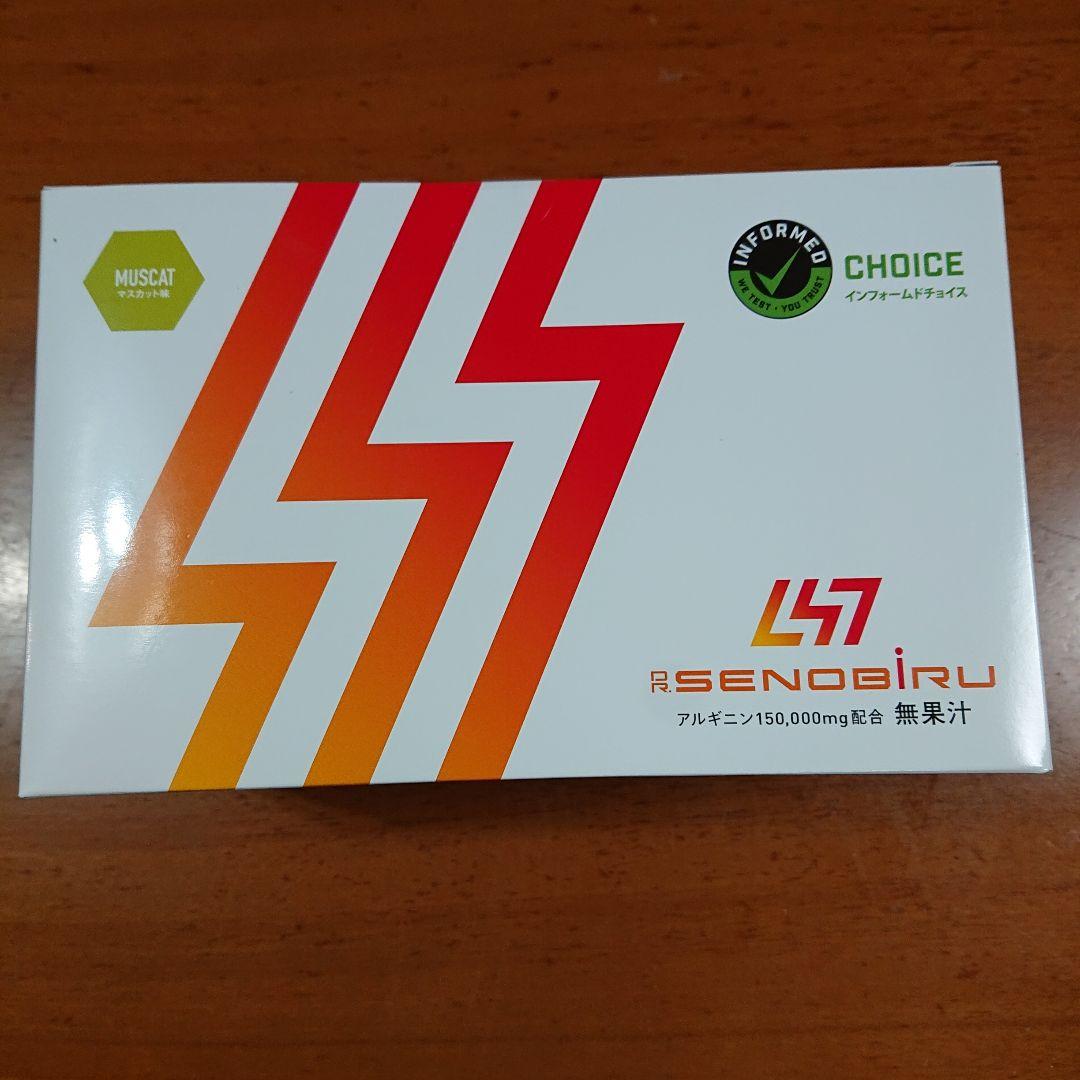 MUSCAT
マスカット味
INFORMED
WE TEST · YOU TRUST
CHOICE
インフォームドチョイス
DR. SENOBiRU
アルギニン150,000mg配合 無果汁